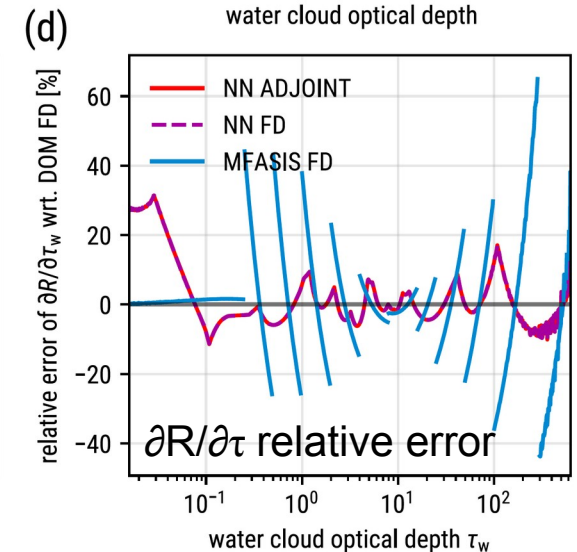 water cloud optical depth
(d)
relative error of ∂R/∂τw wrt. DOM FD [%]
NN ADJOINT
NN FD
MFASIS FD
60
40
20
0
−20
−40
∂R/∂τ relative error
10⁻¹
10⁰
10¹
10²
water cloud optical depth τw